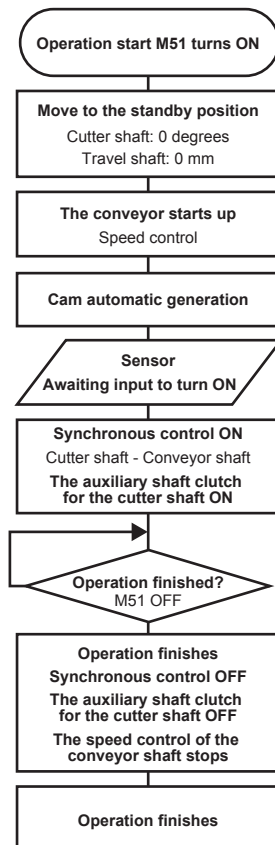 Operation start M51 turns ON
Move to the standby position
Cutter shaft: 0 degrees
Travel shaft: 0 mm
The conveyor starts up
Speed control
Cam automatic generation
Sensor
Awaiting input to turn ON
Synchronous control ON
Cutter shaft - Conveyor shaft
The auxiliary shaft clutch
for the cutter shaft ON
Operation finished?
M51 OFF
Operation finishes
Synchronous control OFF
The auxiliary shaft clutch
for the cutter shaft OFF
The speed control of the
conveyor shaft stops
Operation finishes